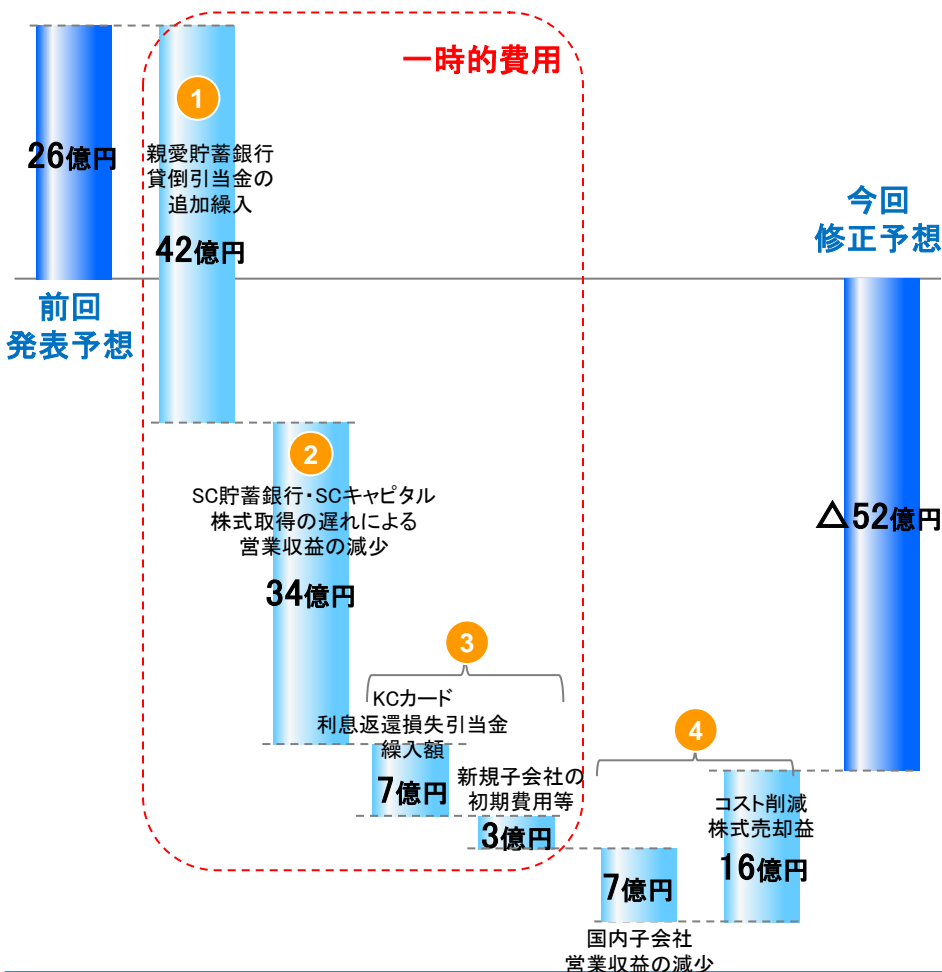 一時的費用
26億円
前回
発表予想
1
親愛貯蓄銀行
貸倒引当金の
追加繰入
42億円
2
SC貯蓄銀行・SCキャピタル
株式取得の遅れによる
営業収益の減少
34億円
3
KCカード
利息返還損失引当金
繰入額
7億円
新規子会社の
初期費用等
3億円
4
7億円
国内子会社
営業収益の減少
コスト削減
株式売却益
16億円
今回
修正予想
△52億円